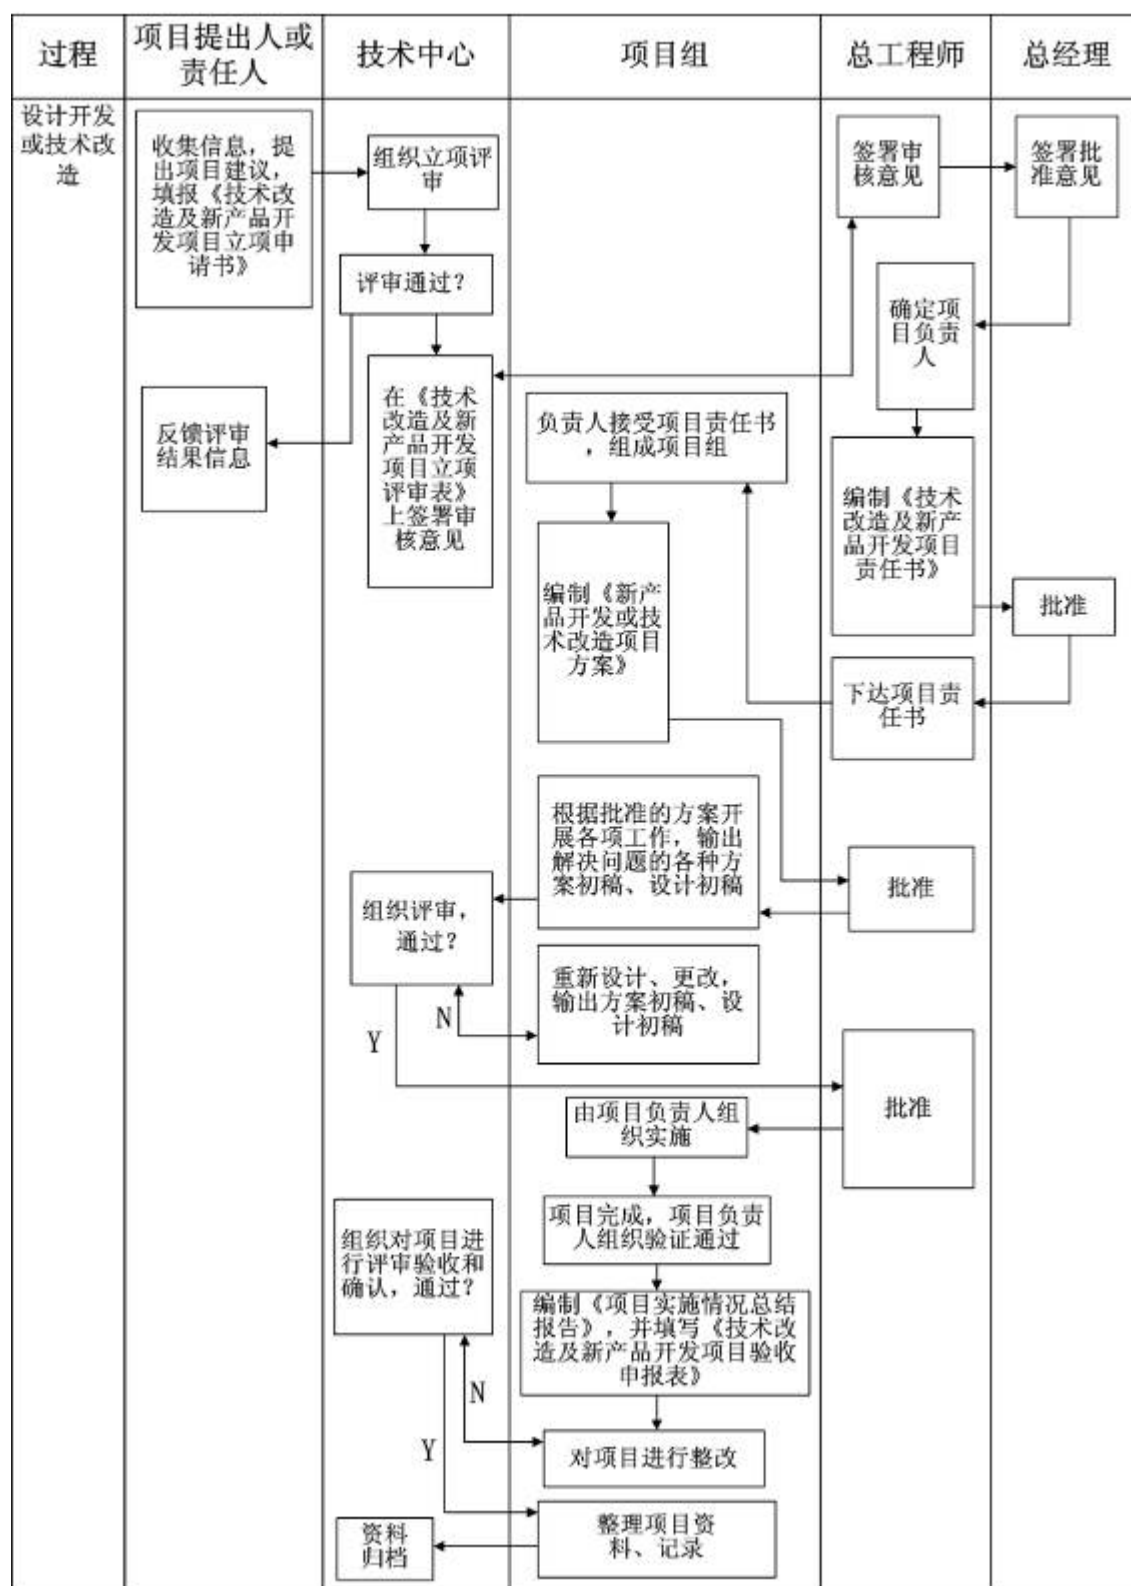 过程
项目提出人或
责任人
技术中心
项目组
总工程师
总经理
设计开发
或技术改
造
收集信息，提
出项目建议，
填报《技术改
造及新产品开
发项目立项申
请书》
组织立项评
审
签署审
核意见
签署批
准意见
评审通过？
确定项
目负责
人
在《技术
改造及新
产品开发
项目立项
评审表》
上签署审
核意见
反馈评审
结果信息
负责人接受项目责任书
，组成项目组
编制《技术
改造及新产
品开发项目
责任书》
批准
编制《新产
品开发或技
术改造项目
方案》
下达项目责
任书
根据批准的方案开
展各项工作，输出
解决问题的各种方
案初稿、设计初稿
批准
组织评审，
通过？
重新设计、更改，
输出方案初稿、设
计初稿
N
Y
批准
由项目负责人组
织实施
项目完成，项目负责
人组织验证通过
组织对项目进
行评审验收和
确认，通过？
编制《项目实施情况总结
报告》，并填写《技术改
造及新产品开发项目验收
申报表》
N
Y
对项目进行整改
整理项目资
料、记录
资料
归档